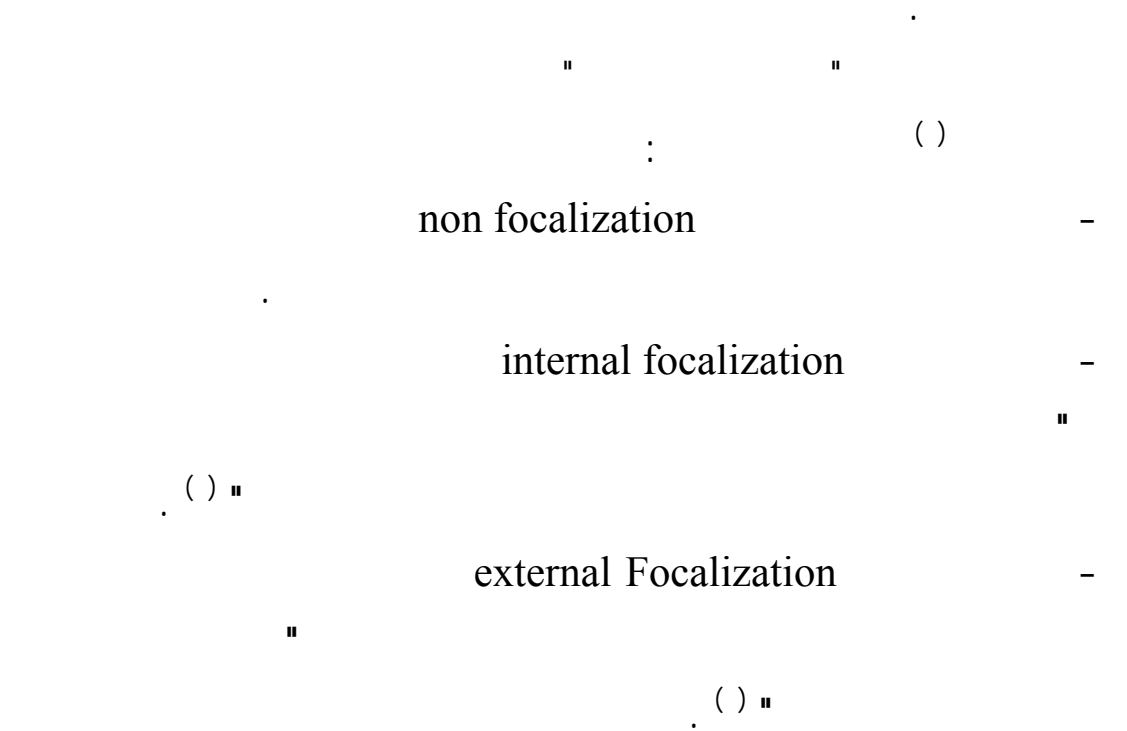 .
" "
( ) :
- non focalization
.
- internal focalization
"
" ( ) .
- external Focalization
"
" ( ) .